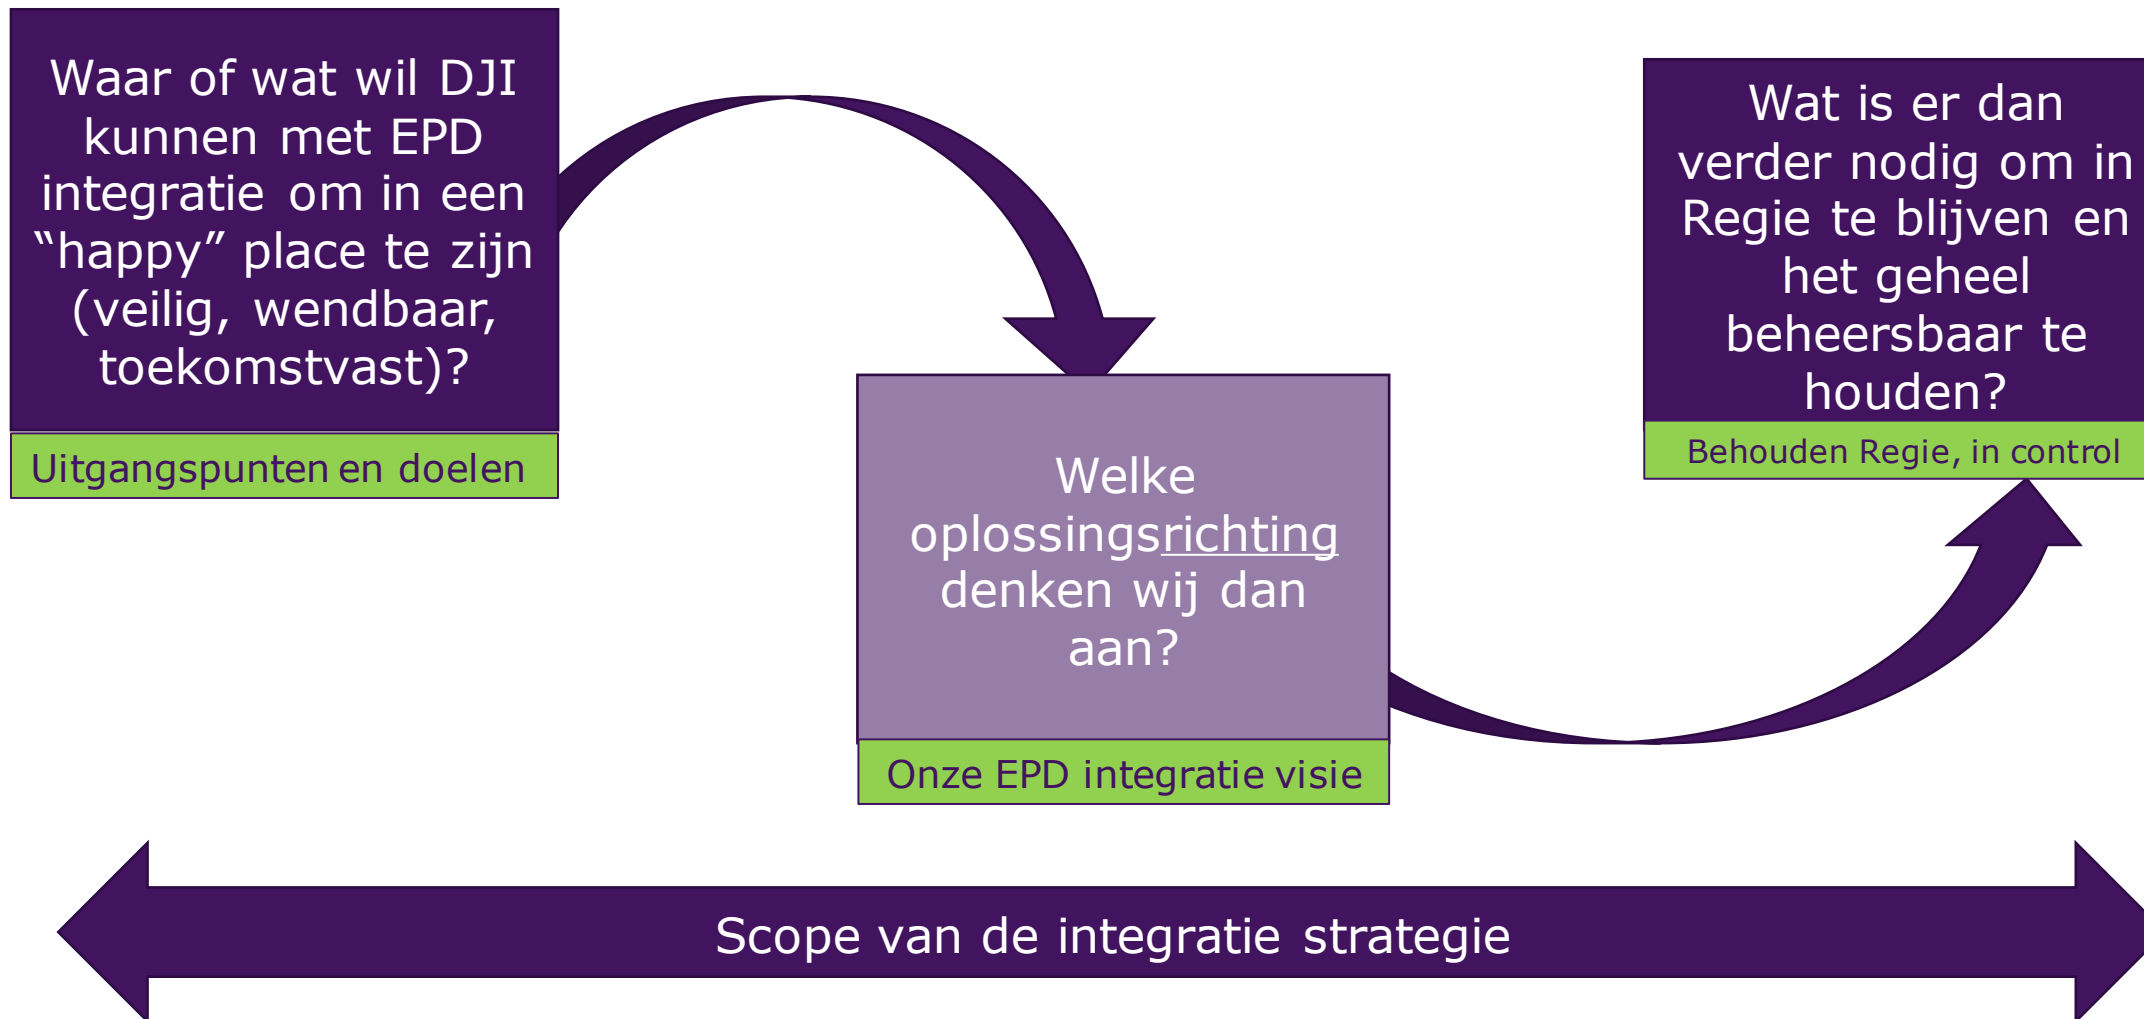 Waar of wat wil DJI
kunnen met EPD
integratie om in een
“happy” place te zijn
(veilig, wendbaar,
toekomstvast)?
Uitgangspunten en doelen
Welke
oplossingsrichting
denken wij dan
aan?
Onze EPD integratie visie
Wat is er dan
verder nodig om in
Regie te blijven en
het geheel
beheersbaar te
houden?
Behouden Regie, in control
Scope van de integratie strategie